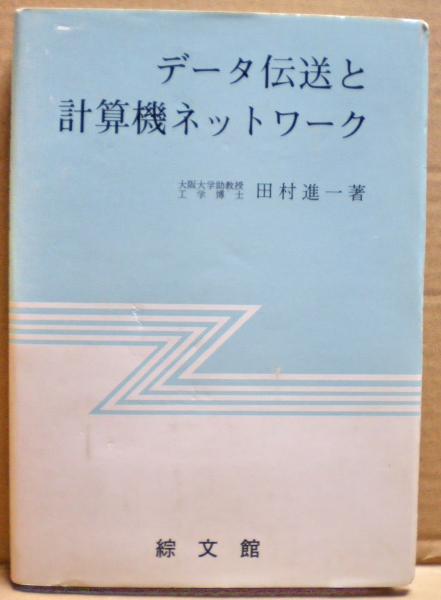 データ伝送と
計算機ネットワーク
大阪大学助教授
工学博士
田村進一著
綜文館